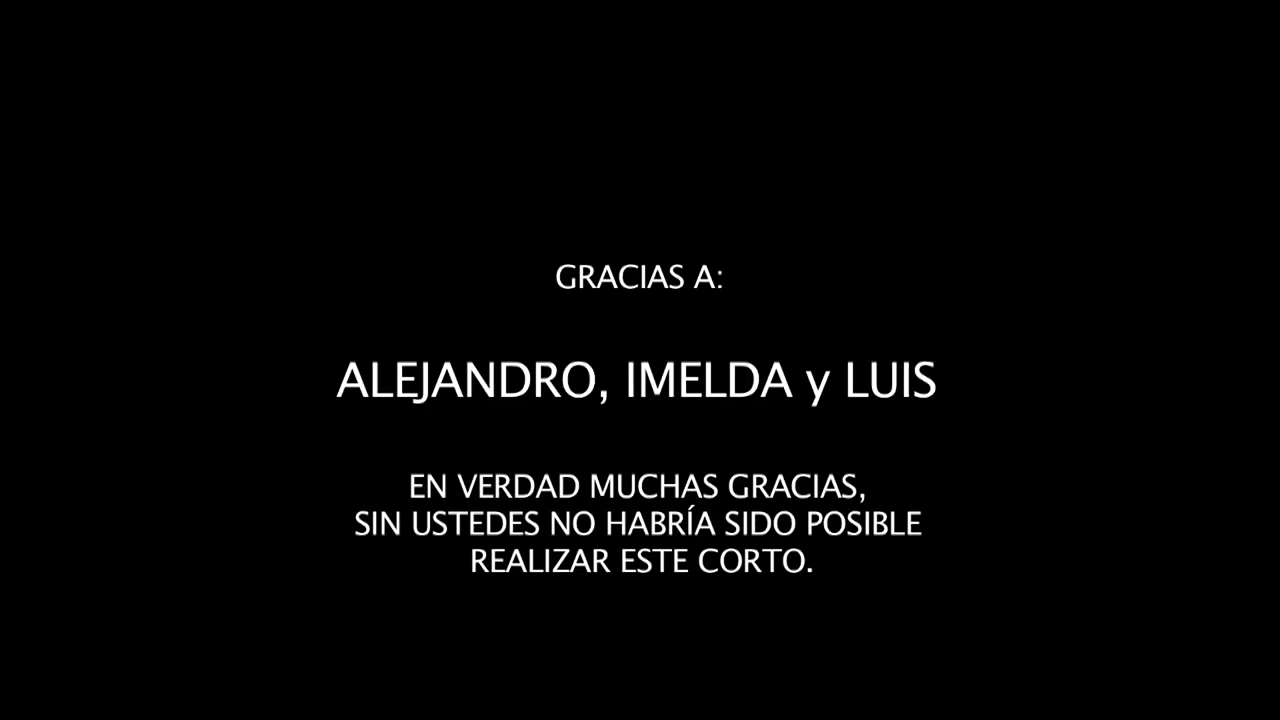 GRACIAS A:
ALEJANDRO, IMELDA y LUIS
EN VERDAD MUCHAS GRACIAS,
SIN USTEDES NO HABRÍA SIDO POSIBLE
REALIZAR ESTE CORTO.